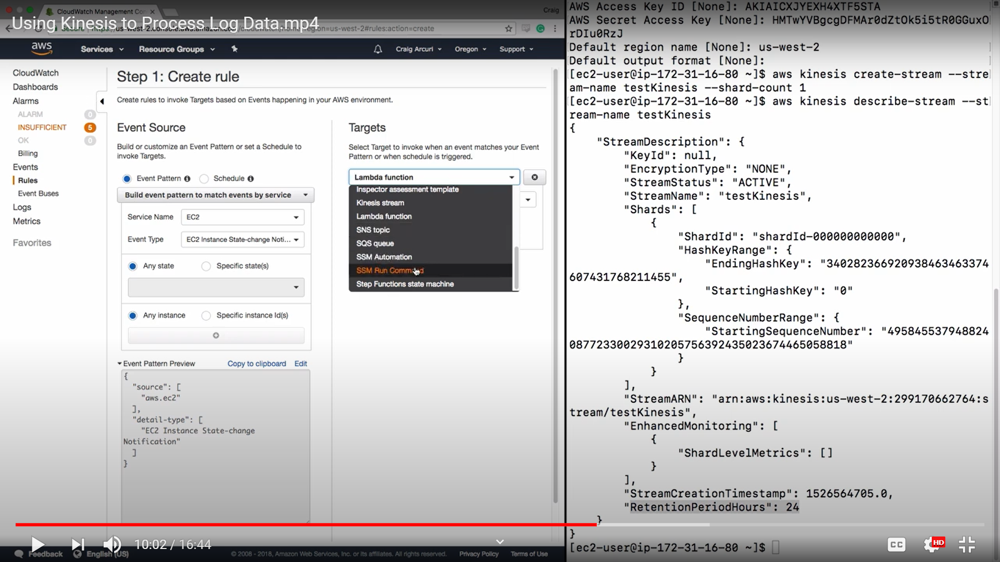 CloudWatch Management Con
Craig
Using Kinesis to Process Log Data.mp4
Secure https://us-west-2.console.aws.amazon.com/cloudwatch/home?region=us-west-2#rules:action=create
aws
Services
Resource Groups
Craig Arcuri
Oregon
Support
CloudWatch
Dashboards
Alarms
ALARM 0
INSUFFICIENT 5
OK 0
Billing
Events
Rules
Event Buses
Logs
Metrics
Favorites
Step 1: Create rule
Create rules to invoke Targets based on Events happening in your AWS environment.
Event Source
Build or customize an Event Pattern or set a Schedule to
invoke Targets.
Event Pattern
Schedule
Build event pattern to match events by service
Service Name EC2
Event Type EC2 Instance State-change Noti...
Any state
Specific state(s)
Any instance
Specific instance Id(s)
Event Pattern Preview
Copy to clipboard
Edit
{
"source": [
"aws.ec2"
],
"detail-type": [
"EC2 Instance State-change
Notification"
]
}
Targets
Select Target to invoke when an event matches your Event
Pattern or when schedule is triggered.
Lambda function
Inspector assessment template
Kinesis stream
Lambda function
SNS topic
SQS queue
SSM Automation
SSM Run Command
Step Functions state machine
10:02 / 16:44
Feedback
English (US)
© 2008 - 2018, Amazon Web Services, Inc. or its affiliates. All rights reserved.
Privacy Policy
Terms of Use
AWS Access Key ID [None]: AKIAICXJYEXH4XTF5STA
AWS Secret Access Key [None]: HMTwYVBgcgDFMAr0dZtOk5i5tR0GGuxO
rDIu0RzJ
Default region name [None]: us-west-2
Default output format [None]:
[ec2-user@ip-172-31-16-80 ~]$ aws kinesis create-stream --stre
am-name testKinesis --shard-count 1
[ec2-user@ip-172-31-16-80 ~]$ aws kinesis describe-stream --st
ream-name testKinesis
{
"StreamDescription": {
"KeyId": null,
"EncryptionType": "NONE",
"StreamStatus": "ACTIVE",
"StreamName": "testKinesis",
"Shards": [
{
"ShardId": "shardId-000000000000",
"HashKeyRange": {
"EndingHashKey": "34028236692093846346337​4
607431768211455",
"StartingHashKey": "0"
},
"SequenceNumberRange": {
"StartingSequenceNumber": "495845537948824
08772330029310205756392435023674465058818"
}
}
],
"StreamARN": "arn:aws:kinesis:us-west-2:299170662764:s
tream/testKinesis",
"EnhancedMonitoring": [
{
"ShardLevelMetrics": []
}
],
"StreamCreationTimestamp": 1526564705.0,
"RetentionPeriodHours": 24
}
}
[ec2-user@ip-172-31-16-80 ~]$
CC
HD